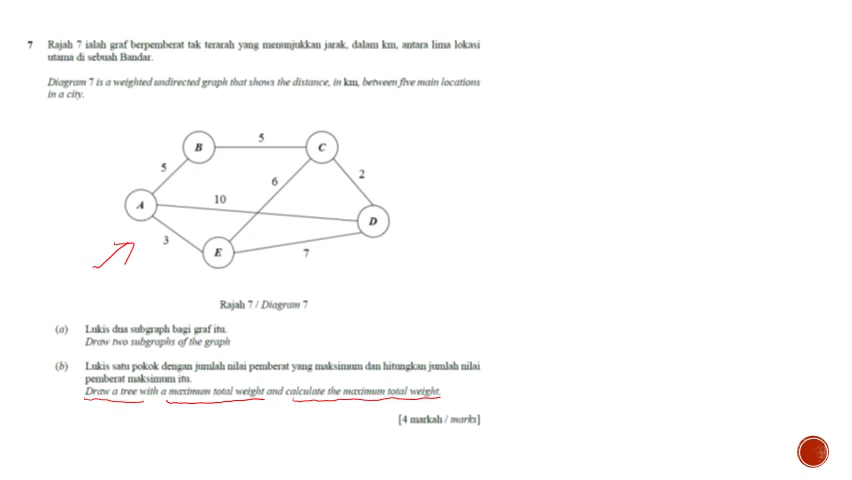 7 Rajah 7 ialah graf berpemberat tak terarah yang menunjukkan jarak, dalam km, antara lima lokasi
utama di sebuah Bandar.
Diagram 7 is a weighted undirected graph that shows the distance, in km, between five main locations
in a city.
B 5 C
5 6 2
A 10 D
3 E 7
Rajah 7 / Diagram 7
(a) Lukis dua subgraph bagi graf itu.
Draw two subgraphs of the graph
(b) Lukis satu pokok dengan jumlah nilai pemberat yang maksimum dan hitungkan jumlah nilai
pemberat maksimum itu.
Draw a tree with a maximum total weight and calculate the maximum total weight.
[4 markah / marks]